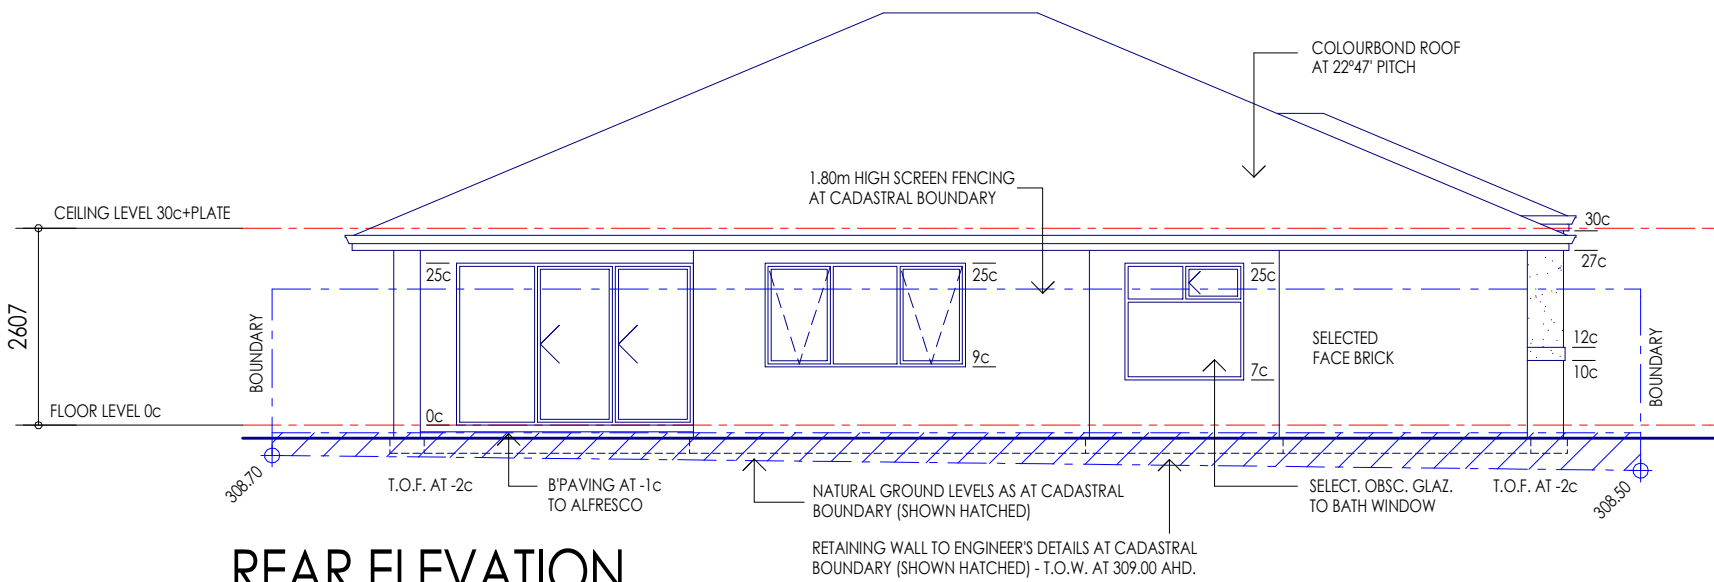 COLOURBOND ROOF
AT 22º47' PITCH
1.80m HIGH SCREEN FENCING
AT CADASTRAL BOUNDARY
CEILING LEVEL 30c+PLATE
30c
27c
25c
25c
25c
2607
BOUNDARY
SELECTED
FACE BRICK
12c
10c
BOUNDARY
9c
7c
FLOOR LEVEL 0c
0c
308.70
T.O.F. AT -2c
B'PAVING AT -1c
TO ALFRESCO
NATURAL GROUND LEVELS AS AT CADASTRAL
BOUNDARY (SHOWN HATCHED)
SELECT. OBSC. GLAZ.
TO BATH WINDOW
T.O.F. AT -2c
308.50
RETAINING WALL TO ENGINEER'S DETAILS AT CADASTRAL
BOUNDARY (SHOWN HATCHED) - T.O.W. AT 309.00 AHD.
REAR ELEVATION